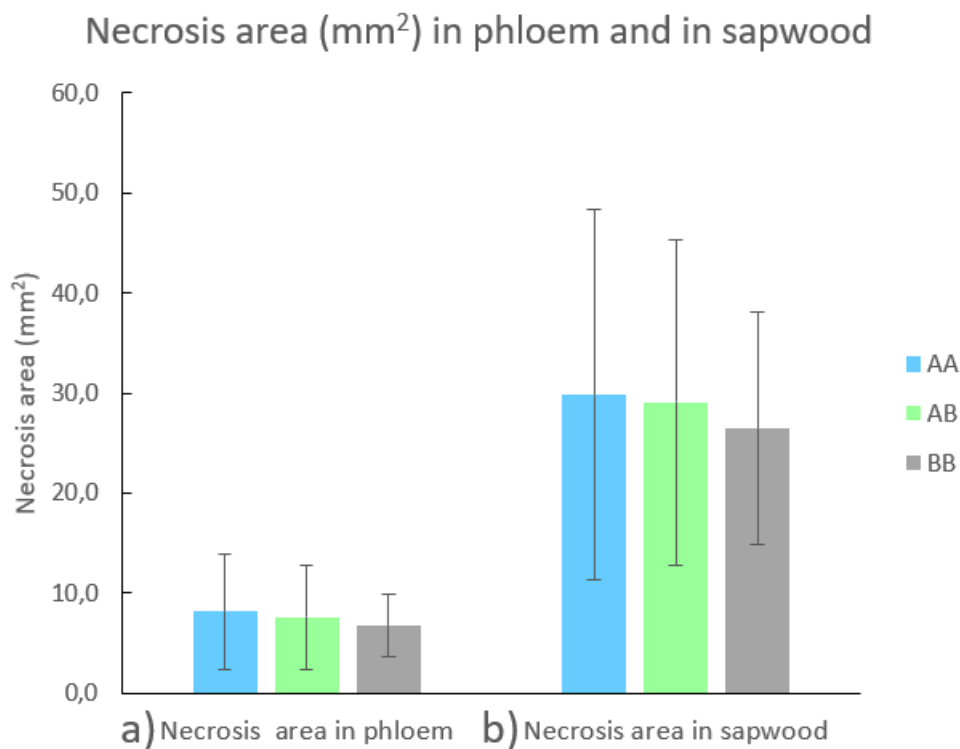 Necrosis area (mm²) in phloem and in sapwood
60,0
50,0
40,0
30,0
20,0
10,0
0,0
Necrosis area (mm²)
AA
AB
BB
a) Necrosis area in phloem
b) Necrosis area in sapwood